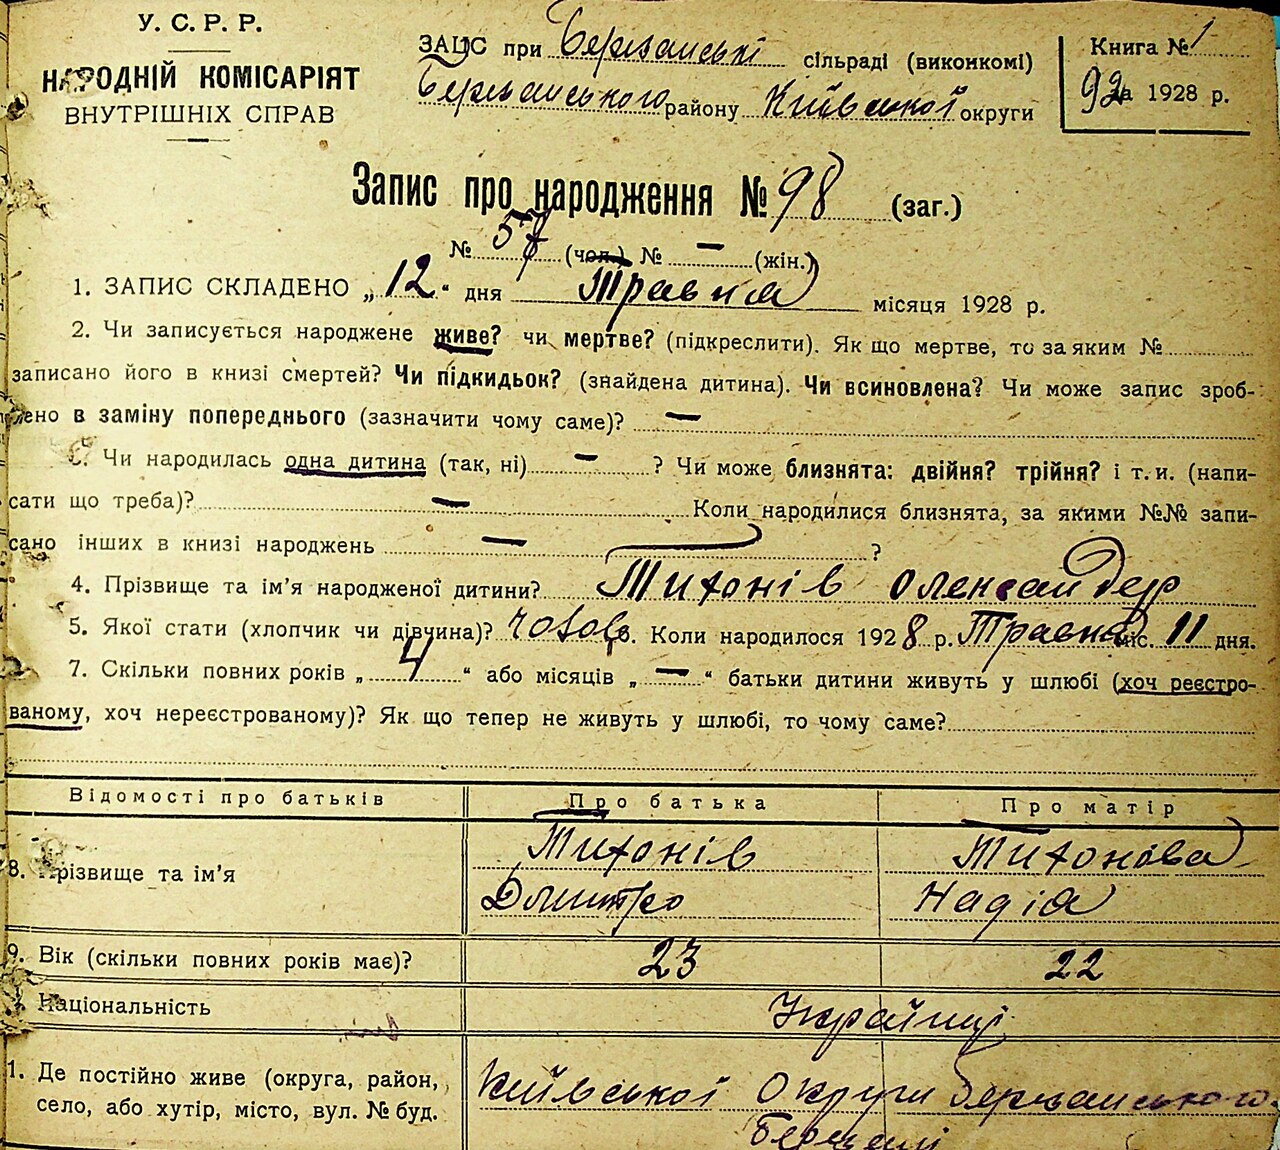 У. С. Р. Р.
НАРОДНІЙ КОМІСАРІЯТ
ВНУТРІШНІХ СПРАВ
ЗАЦС при Березанські сільраді (виконкомі)
Березанського району Київської округи
Книга № 1
92 за 1928 р.
Запис про народження № 98 (заг.)
№ 57 (чол.) № — (жін.)
1. ЗАПИС СКЛАДЕНО „ 12 “ дня Травня місяця 1928 р.
2. Чи записується народжене живе? чи мертве? (підкреслити). Як що мертве, то за яким №
записано його в книзі смертей? Чи підкидьок? (знайдена дитина). Чи всиновлена? Чи може запис зроб-
лено в заміну попереднього (зазначити чому саме)? —
3. Чи народилась одна дитина (так, ні) — ? Чи може близнята: двійня? трійня? і т. и. (напи-
сати що треба)? — Коли народилися близнята, за якими №№ запи-
сано інших в книзі народжень — ?
4. Прізвище та ім’я народженої дитини? Тихонів Олександер
5. Якої статі (хлопчик чи дівчина)? чолов. 6. Коли народилося 1928 р. Травня міс. 11 дня.
7. Скільки повних років „ 4 “ або місяців „ — “ батьки дитини живуть у шлюбі (хоч реєстро-
ваному, хоч нереєстрованому)? Як що тепер не живуть у шлюбі, то чому саме?
Відомості про батьків Про батька Про матір
8. Прізвище та ім’я Тихонів Тихонова
Дмитро Надія
9. Вік (скільки повних років має)? 23 22
Національність Українці
1. Де постійно живе (округа, район, Київської Округи Березанського
село, або хутір, місто, вул. № буд.